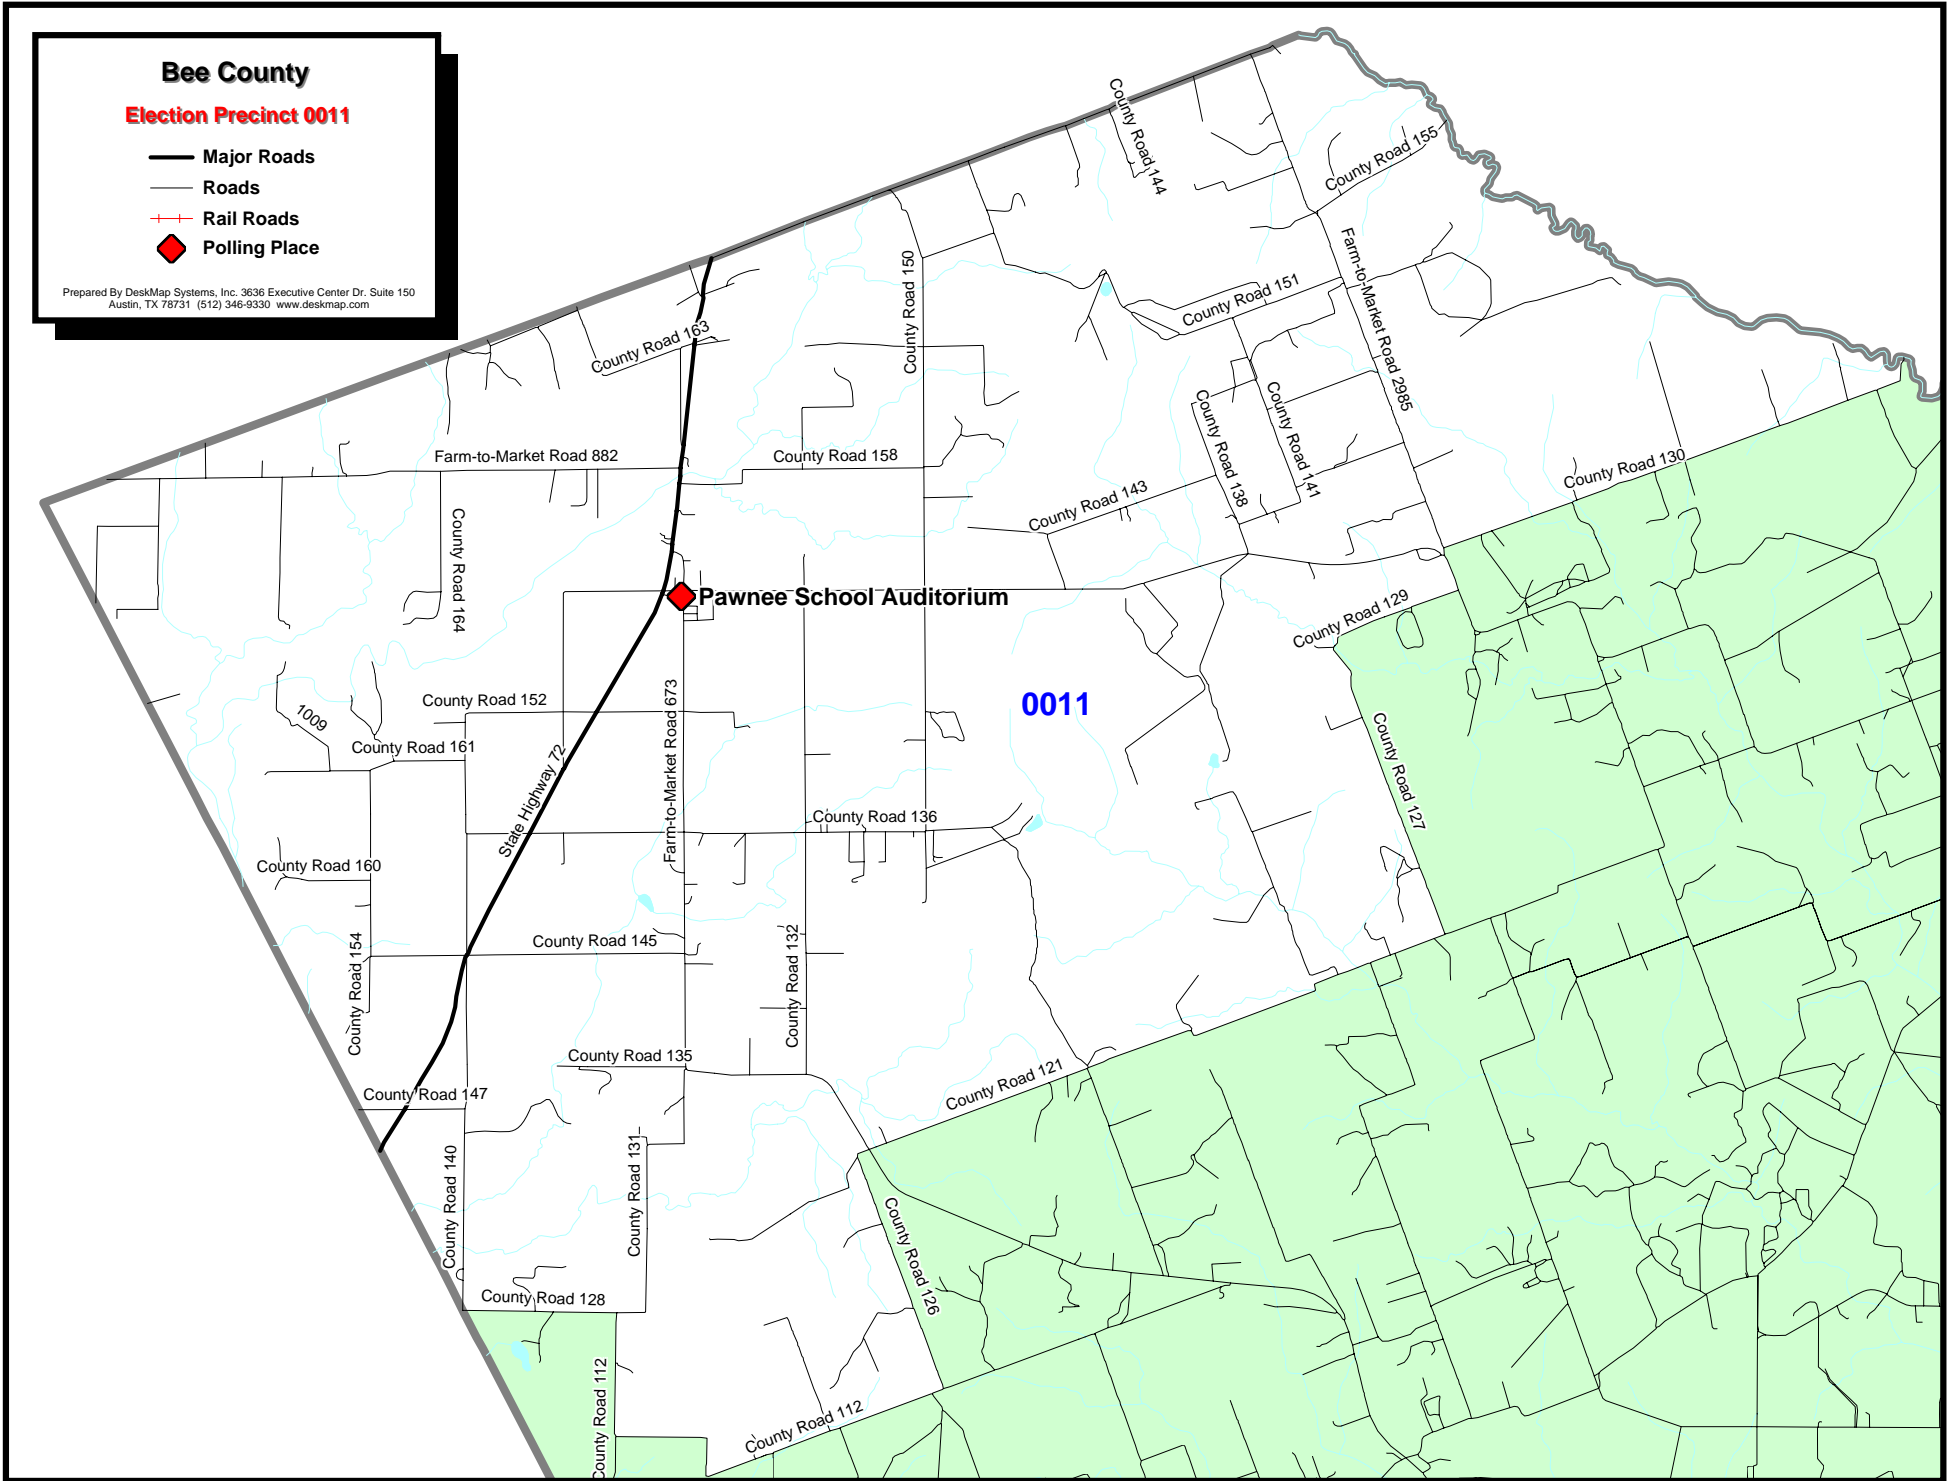 Bee County
Election Precinct 0011
Major Roads
Roads
Rail Roads
Polling Place
Prepared By DeskMap Systems, Inc. 3636 Executive Center Dr. Suite 150
Austin, TX 78731 (512) 346-9330 www.deskmap.com
County Road 144
County Road 155
County Road 150
Farm-to-Market Road 2985
County Road 151
County Road 163
County Road 138
County Road 141
Farm-to-Market Road 882
County Road 158
County Road 130
County Road 143
County Road 164
Pawnee School Auditorium
County Road 129
0011
County Road 152
Farm-to-Market Road 673
1009
County Road 161
State Highway 72
County Road 127
County Road 136
County Road 160
County Road 145
County Road 132
County Road 154
County Road 135
County Road 121
County Road 147
County Road 140
County Road 131
County Road 126
County Road 128
County Road 112
County Road 112